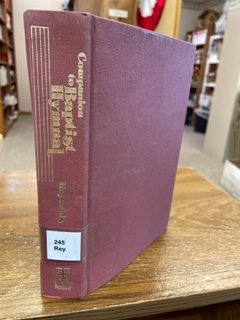 Companion
to Baptist
Hymnal
Reynolds
245
Rey